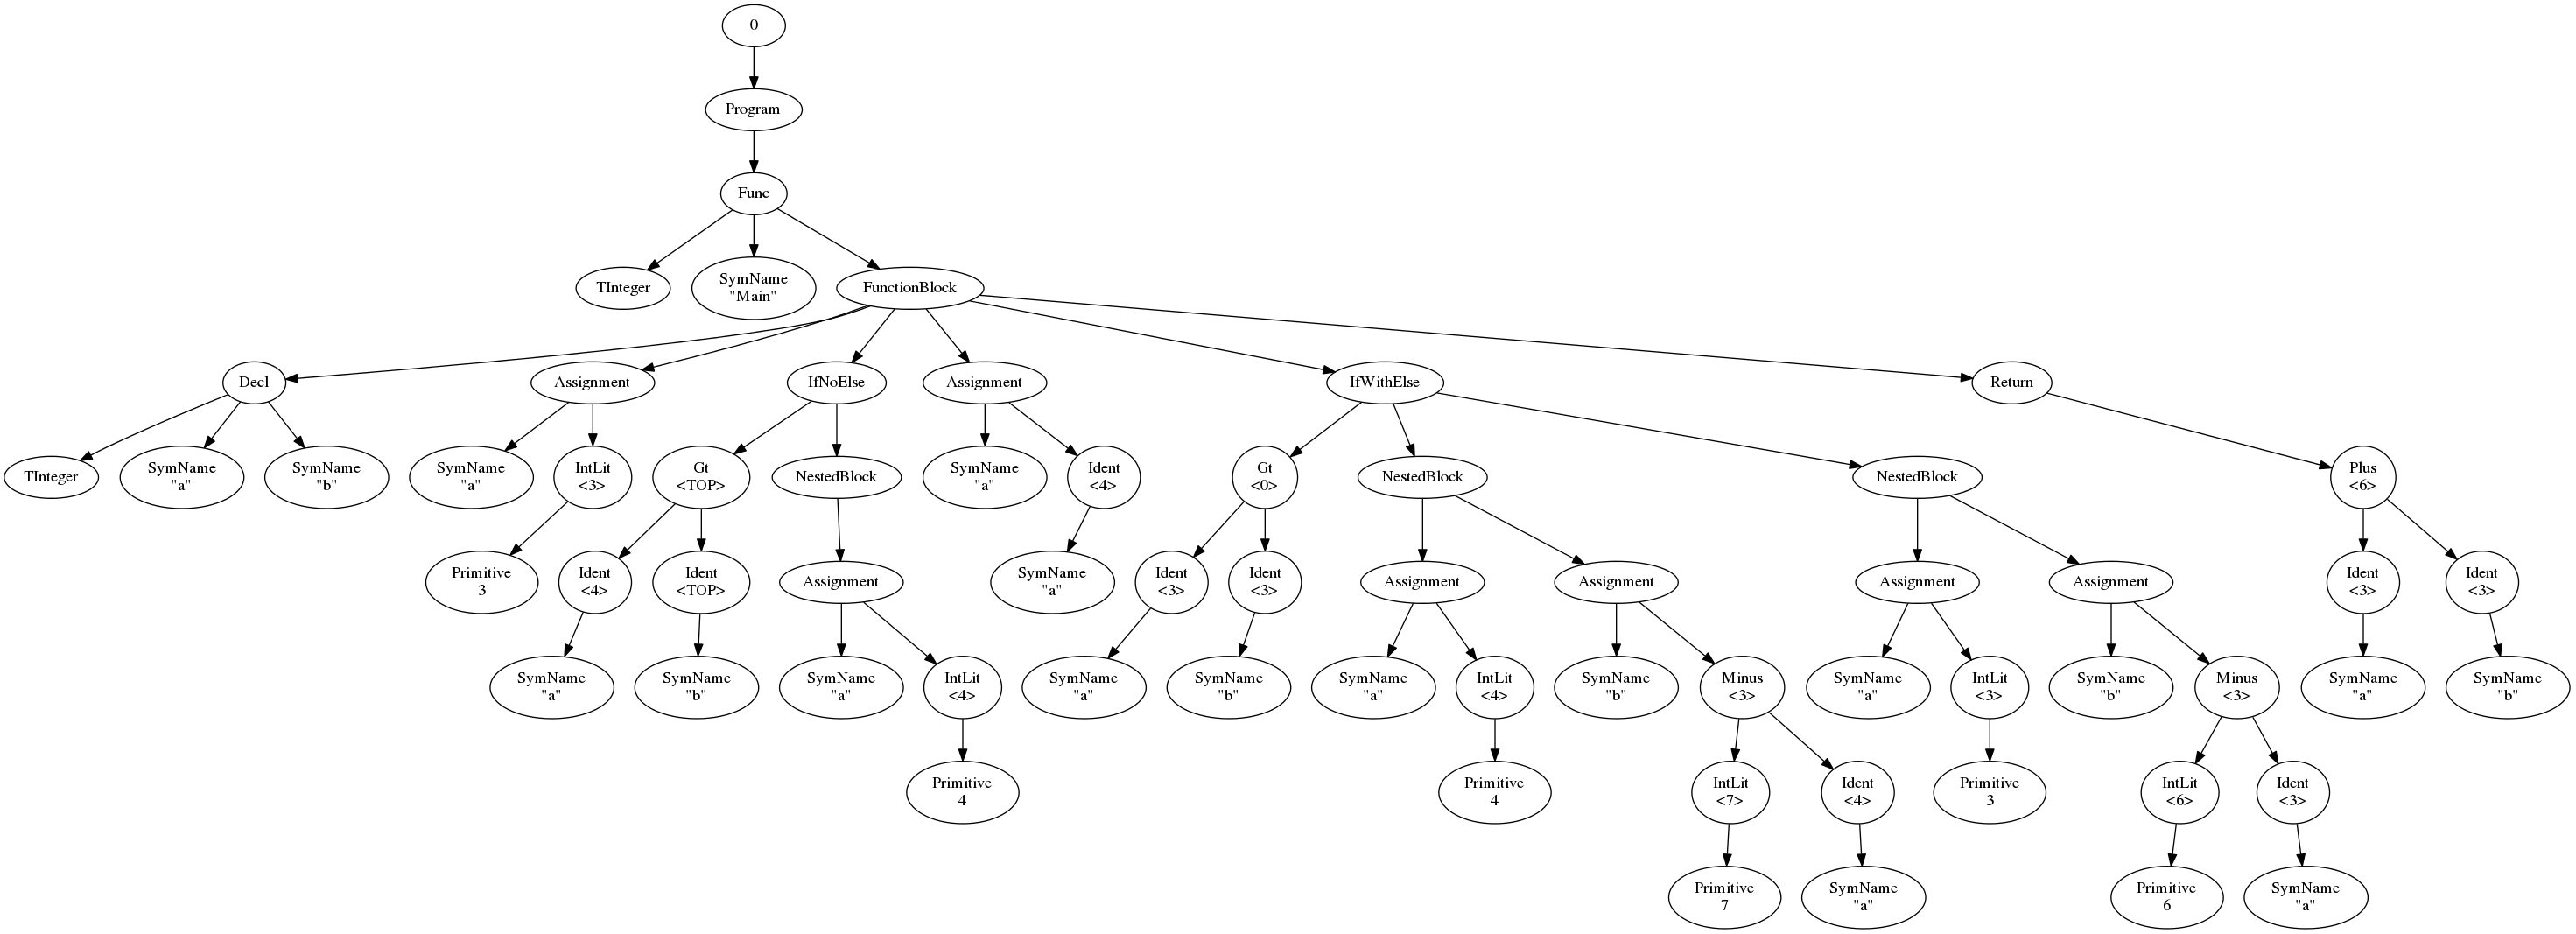 0
Program
Func
TInteger
SymName
"Main"
FunctionBlock
Decl
Assignment
IfNoElse
Assignment
IfWithElse
Return
TInteger
SymName
"a"
SymName
"b"
SymName
"a"
IntLit
<3>
Gt
<TOP>
NestedBlock
SymName
"a"
Ident
<4>
Gt
<0>
NestedBlock
NestedBlock
Plus
<6>
Primitive
3
Ident
<4>
Ident
<TOP>
Assignment
SymName
"a"
Ident
<3>
Ident
<3>
Assignment
Assignment
Assignment
Assignment
Ident
<3>
Ident
<3>
SymName
"a"
SymName
"b"
SymName
"a"
IntLit
<4>
SymName
"a"
SymName
"b"
SymName
"a"
IntLit
<4>
SymName
"b"
Minus
<3>
SymName
"a"
IntLit
<3>
SymName
"b"
Minus
<3>
SymName
"a"
SymName
"b"
Primitive
4
Primitive
4
IntLit
<7>
Ident
<4>
Primitive
3
IntLit
<6>
Ident
<3>
Primitive
7
SymName
"a"
Primitive
6
SymName
"a"